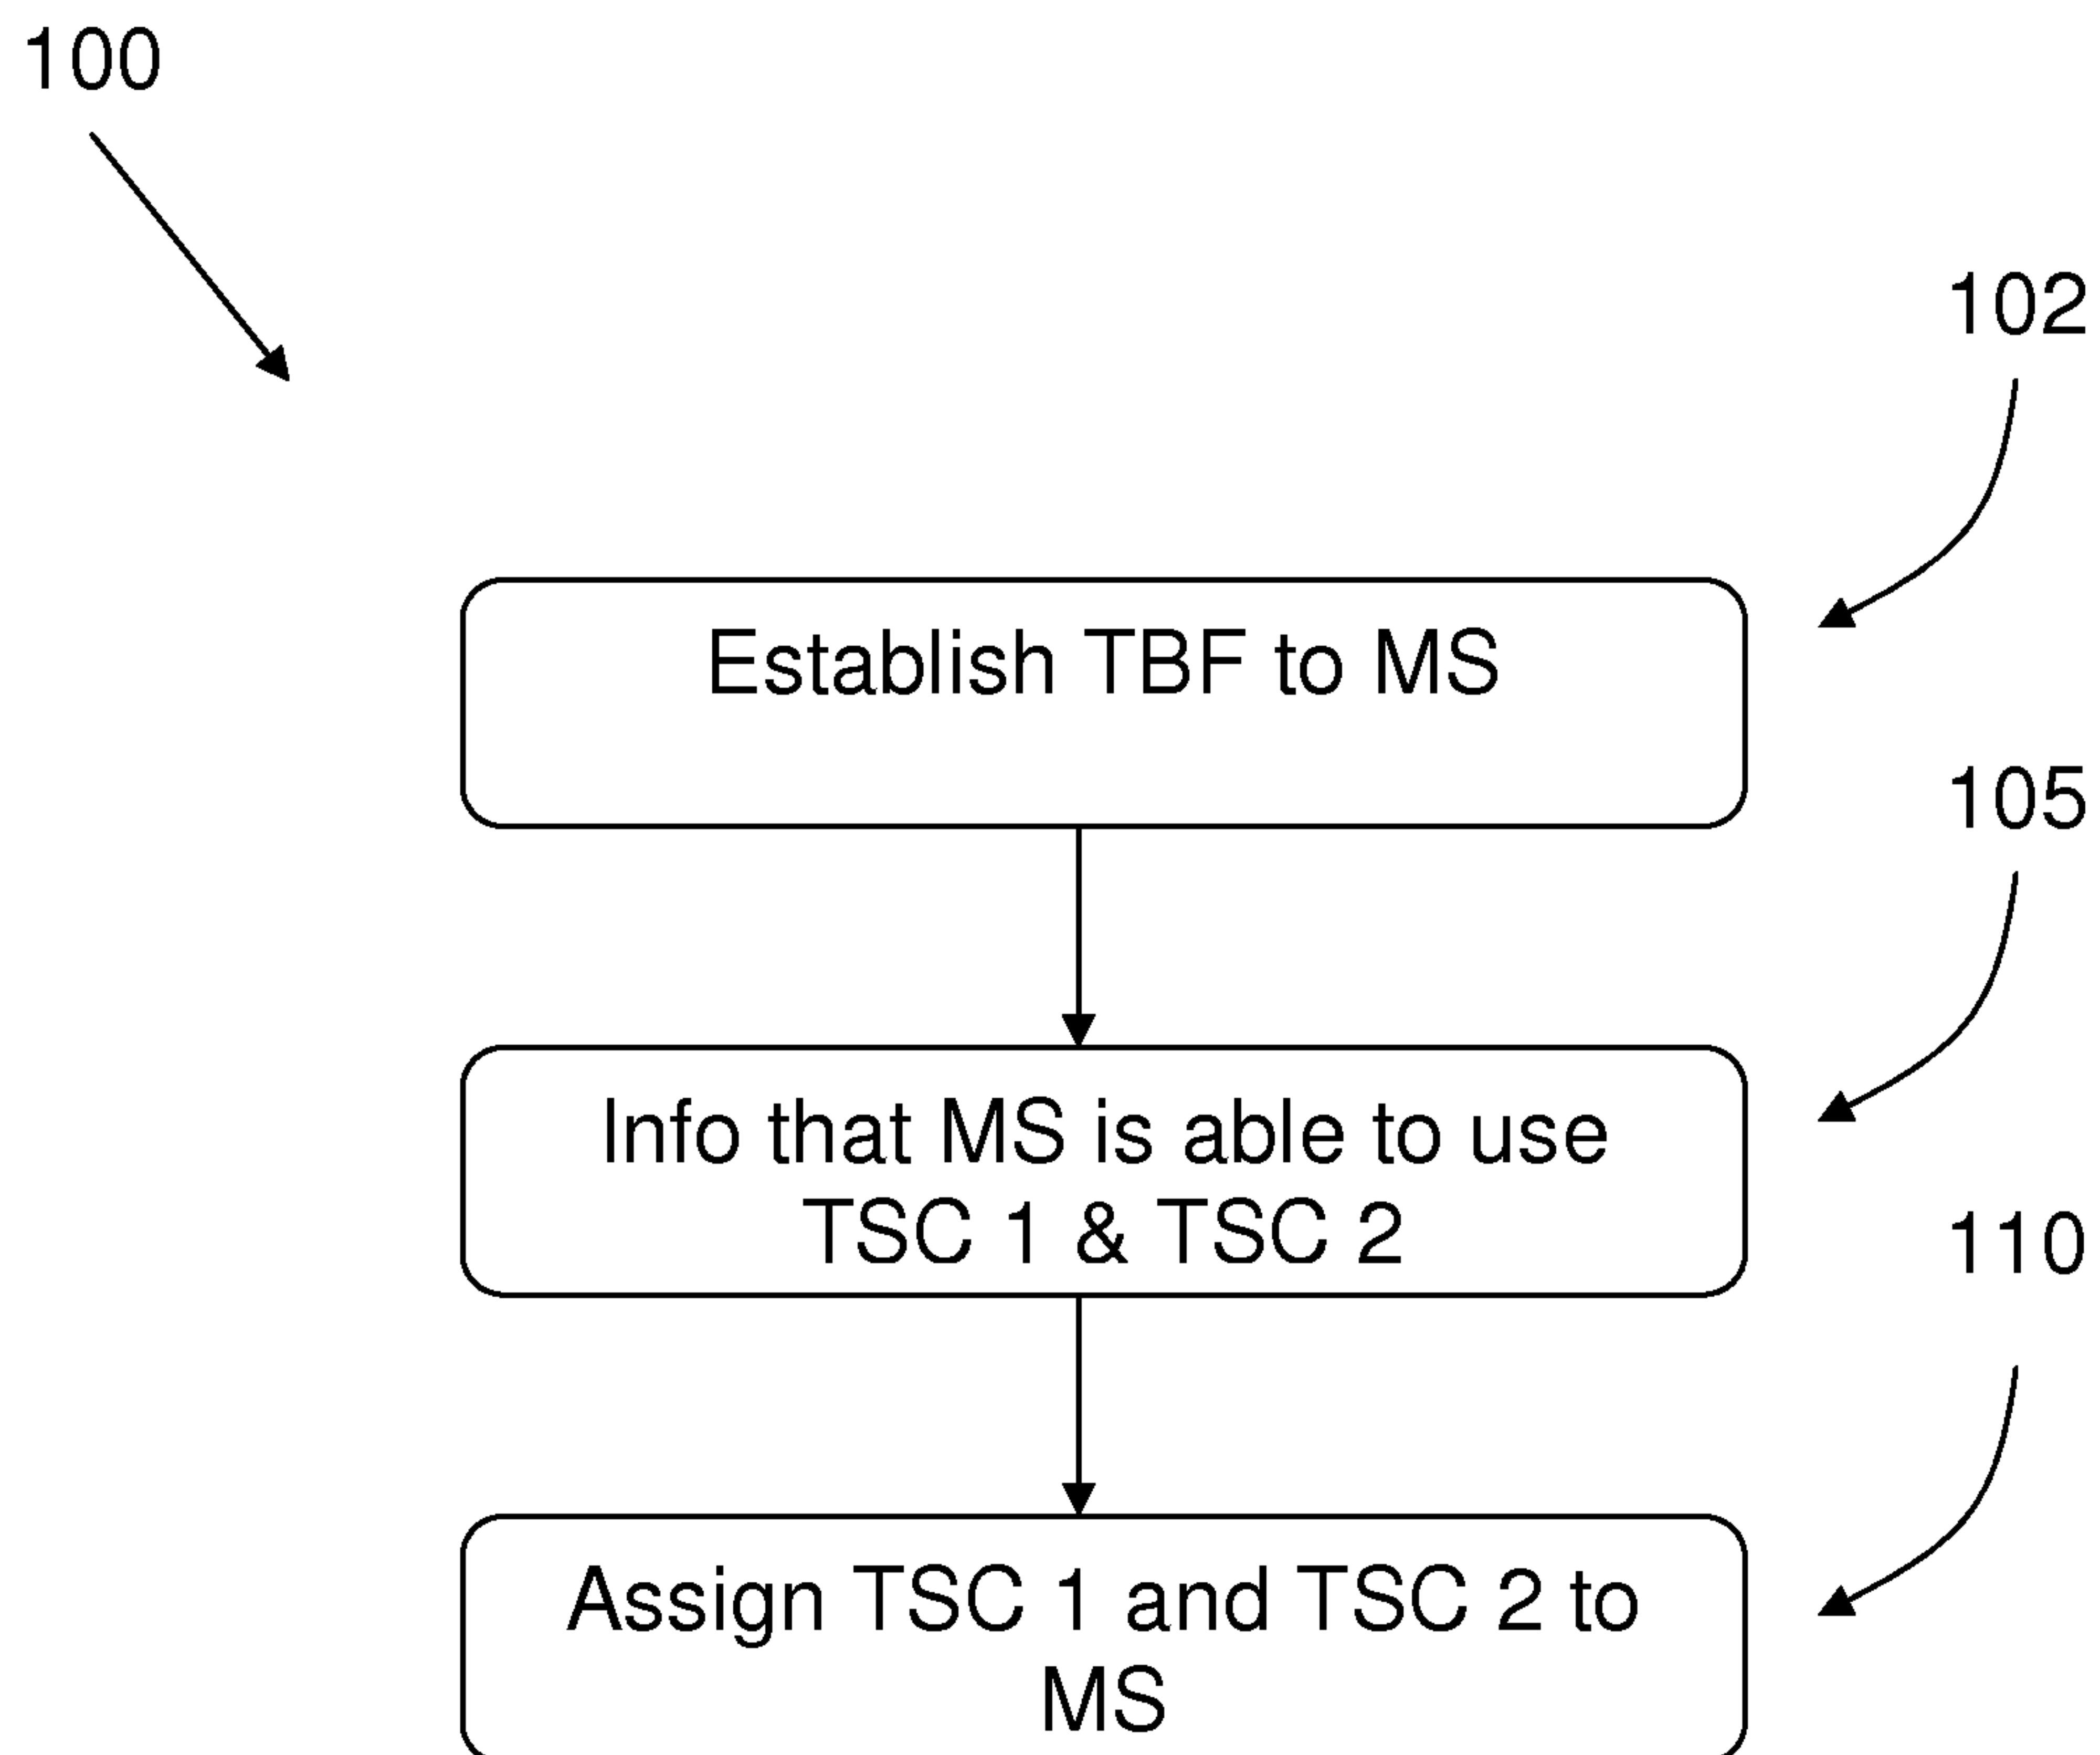 100
102
Establish TBF to MS
105
Info that MS is able to use
TSC 1 & TSC 2
110
Assign TSC 1 and TSC 2 to
MS